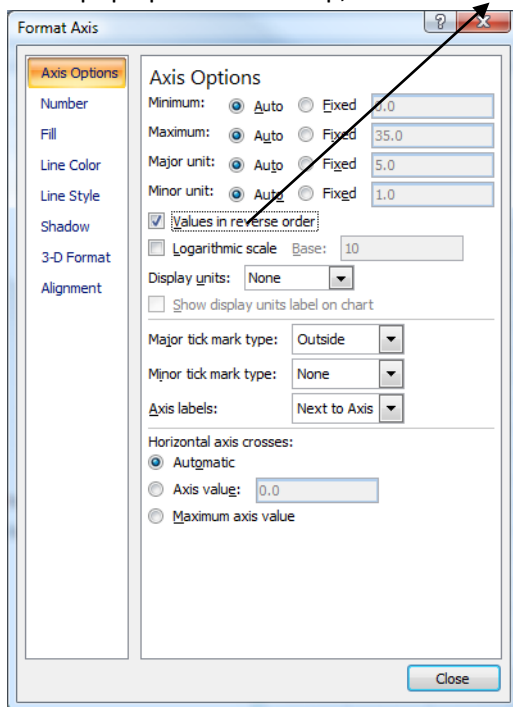 Format Axis
Axis Options
Number
Fill
Line Color
Line Style
Shadow
3-D Format
Alignment
Axis Options
Minimum: Auto Fixed 0.0
Maximum: Auto Fixed 35.0
Major unit: Auto Fixed 5.0
Minor unit: Auto Fixed 1.0
Values in reverse order
Logarithmic scale Base: 10
Display units: None
Show display units label on chart
Major tick mark type: Outside
Minor tick mark type: None
Axis labels: Next to Axis
Horizontal axis crosses:
Automatic
Axis value: 0.0
Maximum axis value
Close